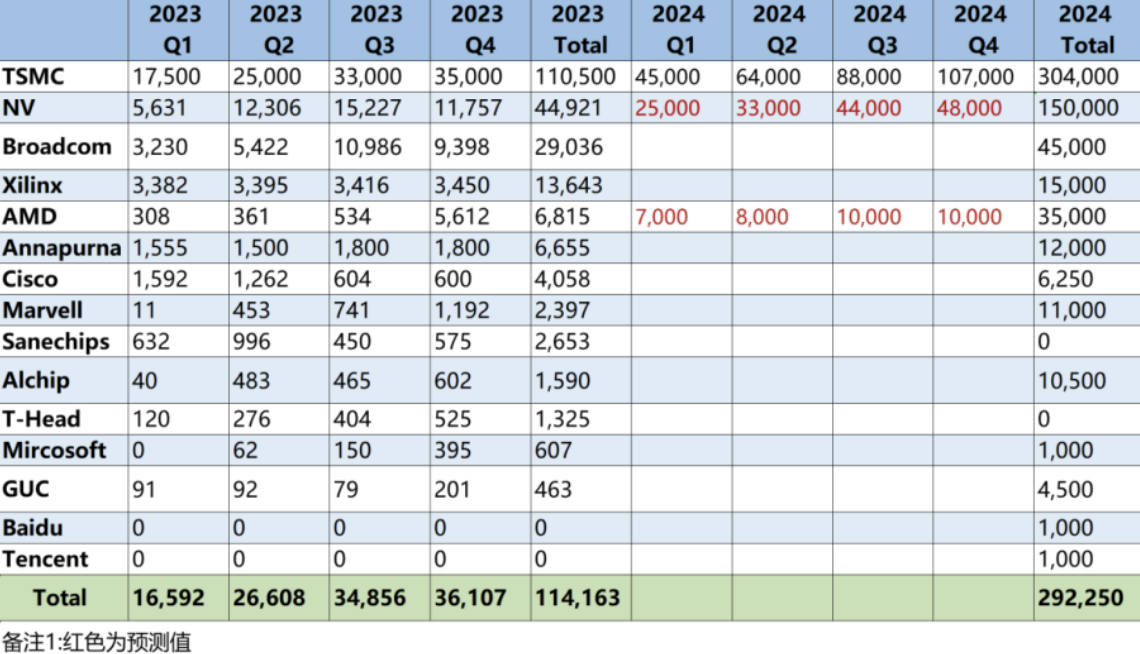 2023 Q1 2023 Q2 2023 Q3 2023 Q4 2023 Total 2024 Q1 2024 Q2 2024 Q3 2024 Q4 2024 Total
TSMC 17,500 25,000 33,000 35,000 110,500 45,000 64,000 88,000 107,000 304,000
NV 5,631 12,306 15,227 11,757 44,921 25,000 33,000 44,000 48,000 150,000
Broadcom 3,230 5,422 10,986 9,398 29,036 45,000
Xilinx 3,382 3,395 3,416 3,450 13,643 15,000
AMD 308 361 534 5,612 6,815 7,000 8,000 10,000 10,000 35,000
Annapurna 1,555 1,500 1,800 1,800 6,655 12,000
Cisco 1,592 1,262 604 600 4,058 6,250
Marvell 11 453 741 1,192 2,397 11,000
Sanechips 632 996 450 575 2,653 0
Alchip 40 483 465 602 1,590 10,500
T-Head 120 276 404 525 1,325 0
Mircosoft 0 62 150 395 607 1,000
GUC 91 92 79 201 463 4,500
Baidu 0 0 0 0 0 1,000
Tencent 0 0 0 0 0 1,000
Total 16,592 26,608 34,856 36,107 114,163 292,250
备注1:红色为预测值